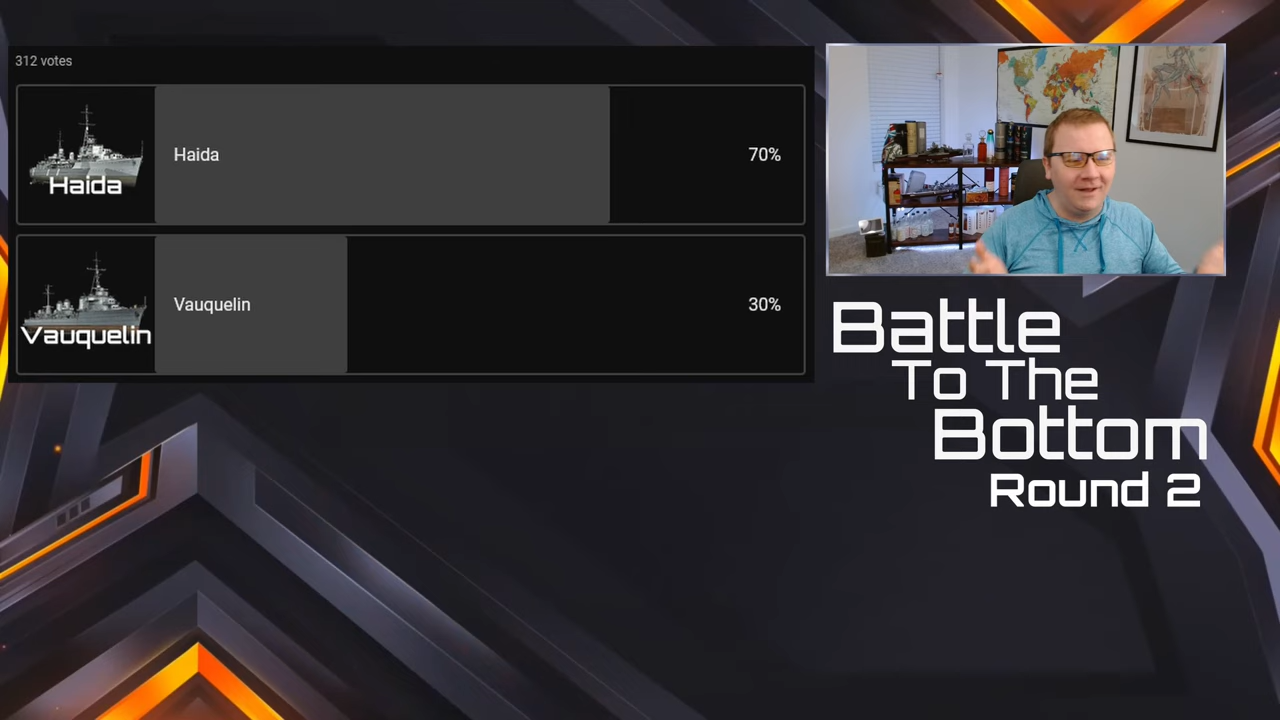 312 votes
Haida
Haida
70%
Vauquelin
Vauquelin
30%
Battle
To The
Bottom
Round 2